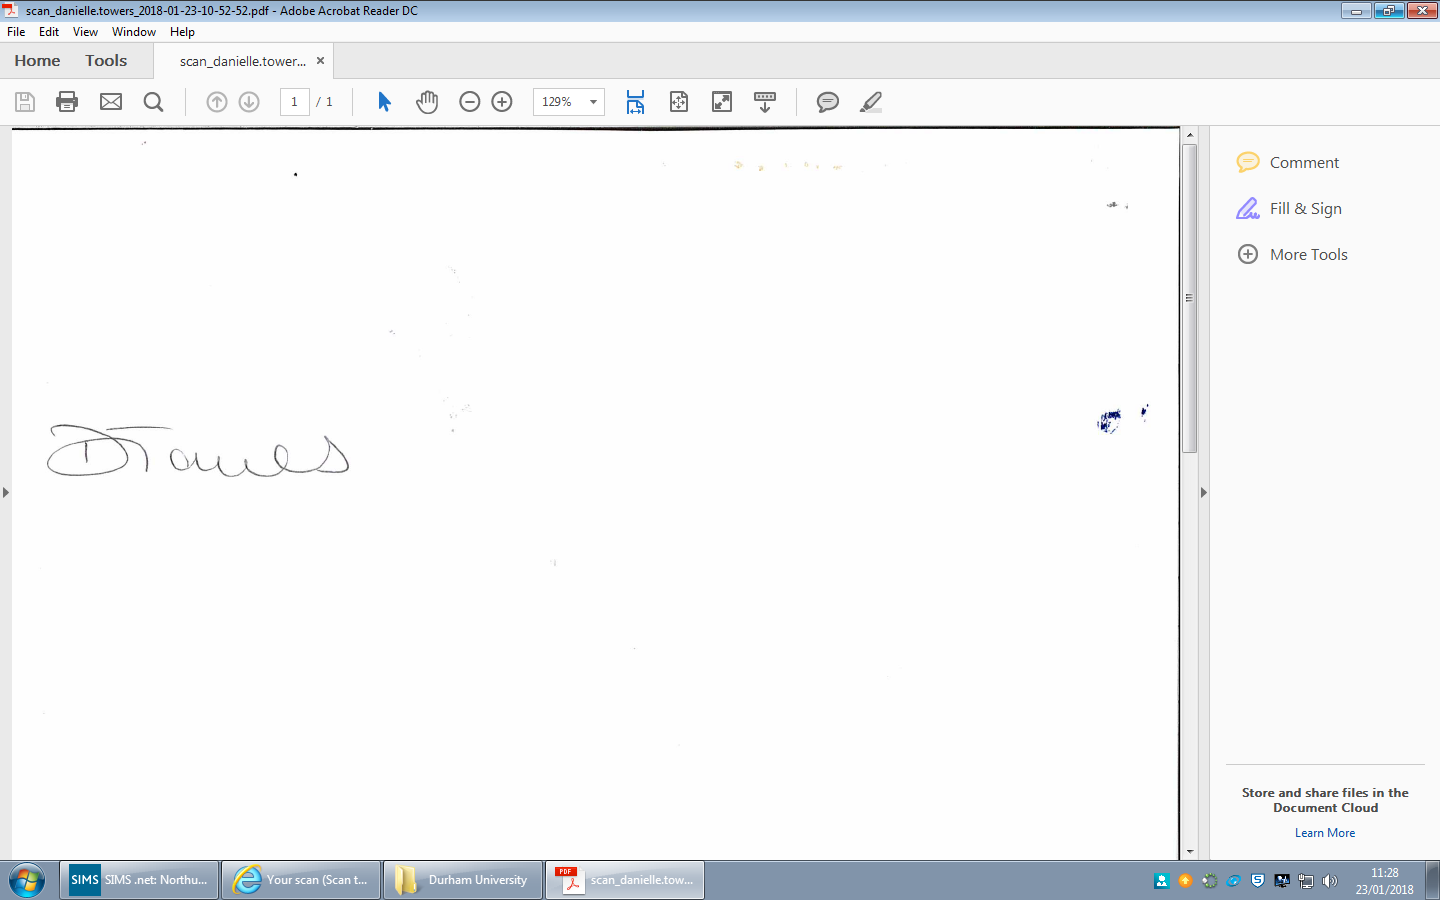 scan_danielle.towers_2018-01-23-10-52-52.pdf - Adobe Acrobat Reader DC
File Edit View Window Help
Home Tools scan_danielle.tower... ×
1 / 1 129%
Comment
Fill & Sign
More Tools
DTowers
Store and share files in the
Document Cloud
Learn More
SIMS SIMS .net: Northu... Your scan (Scan t... Durham University PDF scan_danielle.tow... 11:28
23/01/2018